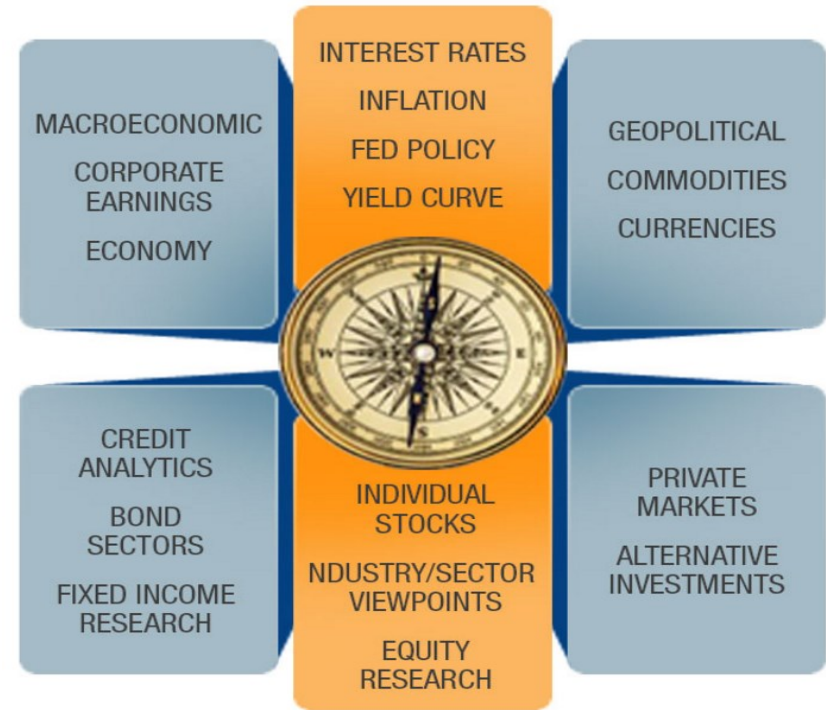 MACROECONOMIC
CORPORATE
EARNINGS
ECONOMY
INTEREST RATES
INFLATION
FED POLICY
YIELD CURVE
GEOPOLITICAL
COMMODITIES
CURRENCIES
W
E
S
CREDIT
ANALYTICS
BOND
SECTORS
FIXED INCOME
RESEARCH
INDIVIDUAL
STOCKS
NDUSTRY/SECTOR
VIEWPOINTS
EQUITY
RESEARCH
PRIVATE
MARKETS
ALTERNATIVE
INVESTMENTS